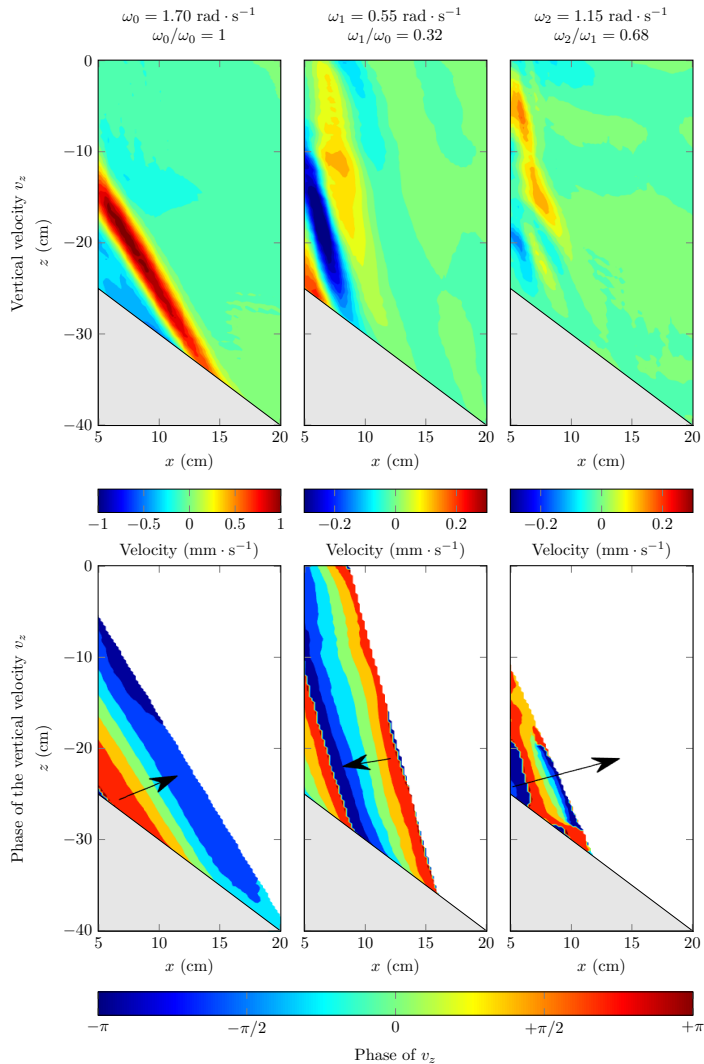 ω₀ = 1.70 rad · s⁻¹
ω₀/ω₀ = 1
ω₁ = 0.55 rad · s⁻¹
ω₁/ω₀ = 0.32
ω₂ = 1.15 rad · s⁻¹
ω₂/ω₁ = 0.68
Vertical velocity v_z
z (cm)
0
−10
−20
−30
−40
5 10 15 20
5 10 15 20
5 10 15 20
x (cm)
x (cm)
x (cm)
−1 −0.5 0 0.5 1
−0.2 0 0.2
−0.2 0 0.2
Velocity (mm · s⁻¹)
Velocity (mm · s⁻¹)
Velocity (mm · s⁻¹)
Phase of the vertical velocity v_z
z (cm)
0
−10
−20
−30
−40
5 10 15 20
5 10 15 20
5 10 15 20
x (cm)
x (cm)
x (cm)
−π −π/2 0 +π/2 +π
Phase of v_z